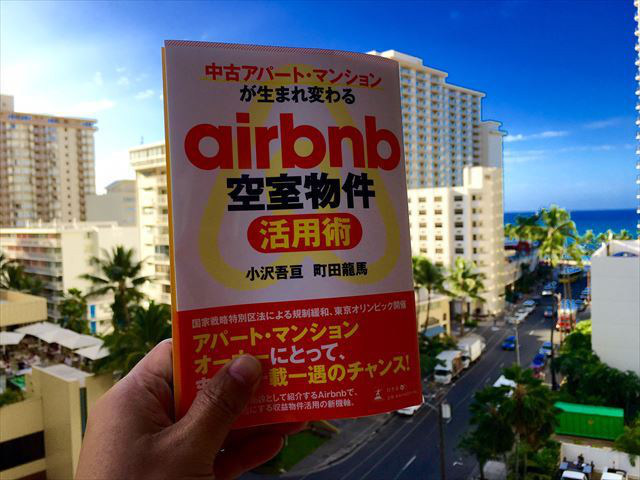 中古アパート・マンション
が生まれ変わる
airbnb
空室物件
活用術
小沢吾亘 町田龍馬
国家戦略特別区法による規制緩和、東京オリンピック開催
アパート・マンション
オーナーにとって、
載一遇のチャンス!
として紹介するAirbnbで、
にする収益物件活用の新機軸。